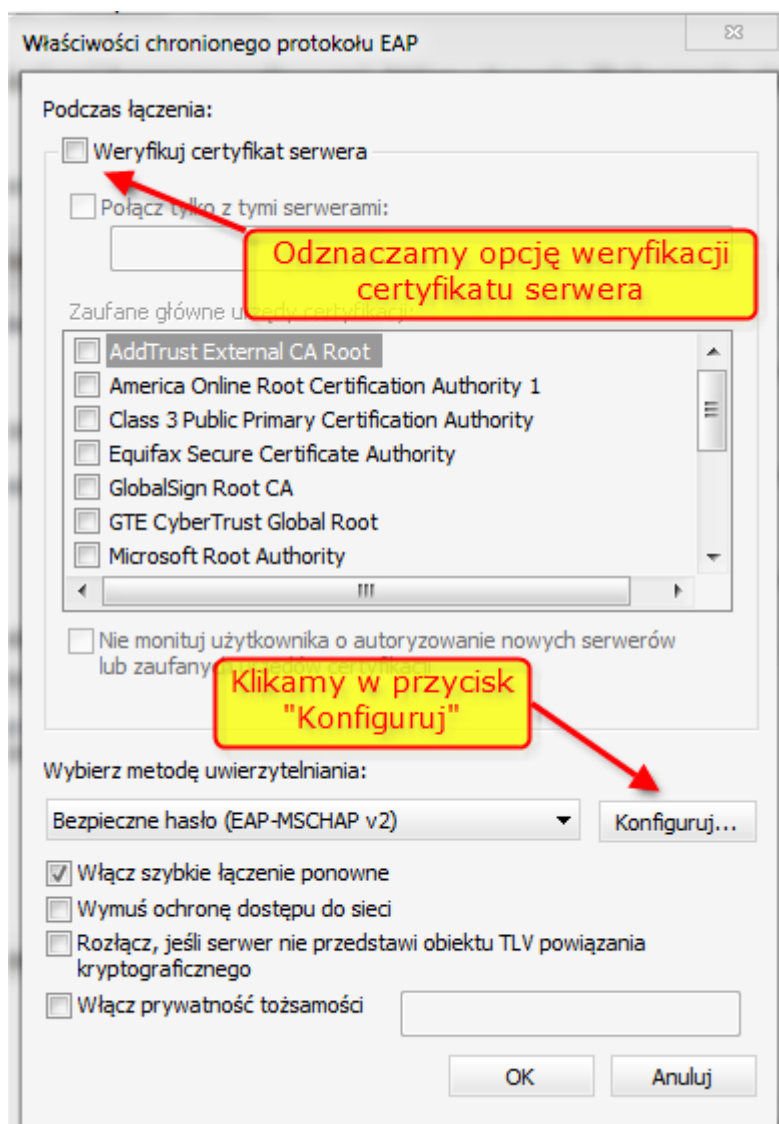 Właściwości chronionego protokołu EAP
Podczas łączenia:
Weryfikuj certyfikat serwera
Połącz tylko z tymi serwerami:
Odznaczamy opcję weryfikacji
certyfikatu serwera
Zaufane główne urzędy certyfikacji:
AddTrust External CA Root
America Online Root Certification Authority 1
Class 3 Public Primary Certification Authority
Equifax Secure Certificate Authority
GlobalSign Root CA
GTE CyberTrust Global Root
Microsoft Root Authority
Nie monituj użytkownika o autoryzowanie nowych serwerów
lub zaufanych urzędów certyfikacji
Klikamy w przycisk
"Konfiguruj"
Wybierz metodę uwierzytelniania:
Bezpieczne hasło (EAP-MSCHAP v2)
Konfiguruj...
Włącz szybkie łączenie ponowne
Wymuś ochronę dostępu do sieci
Rozłącz, jeśli serwer nie przedstawi obiektu TLV powiązania
kryptograficznego
Włącz prywatność tożsamości
OK
Anuluj